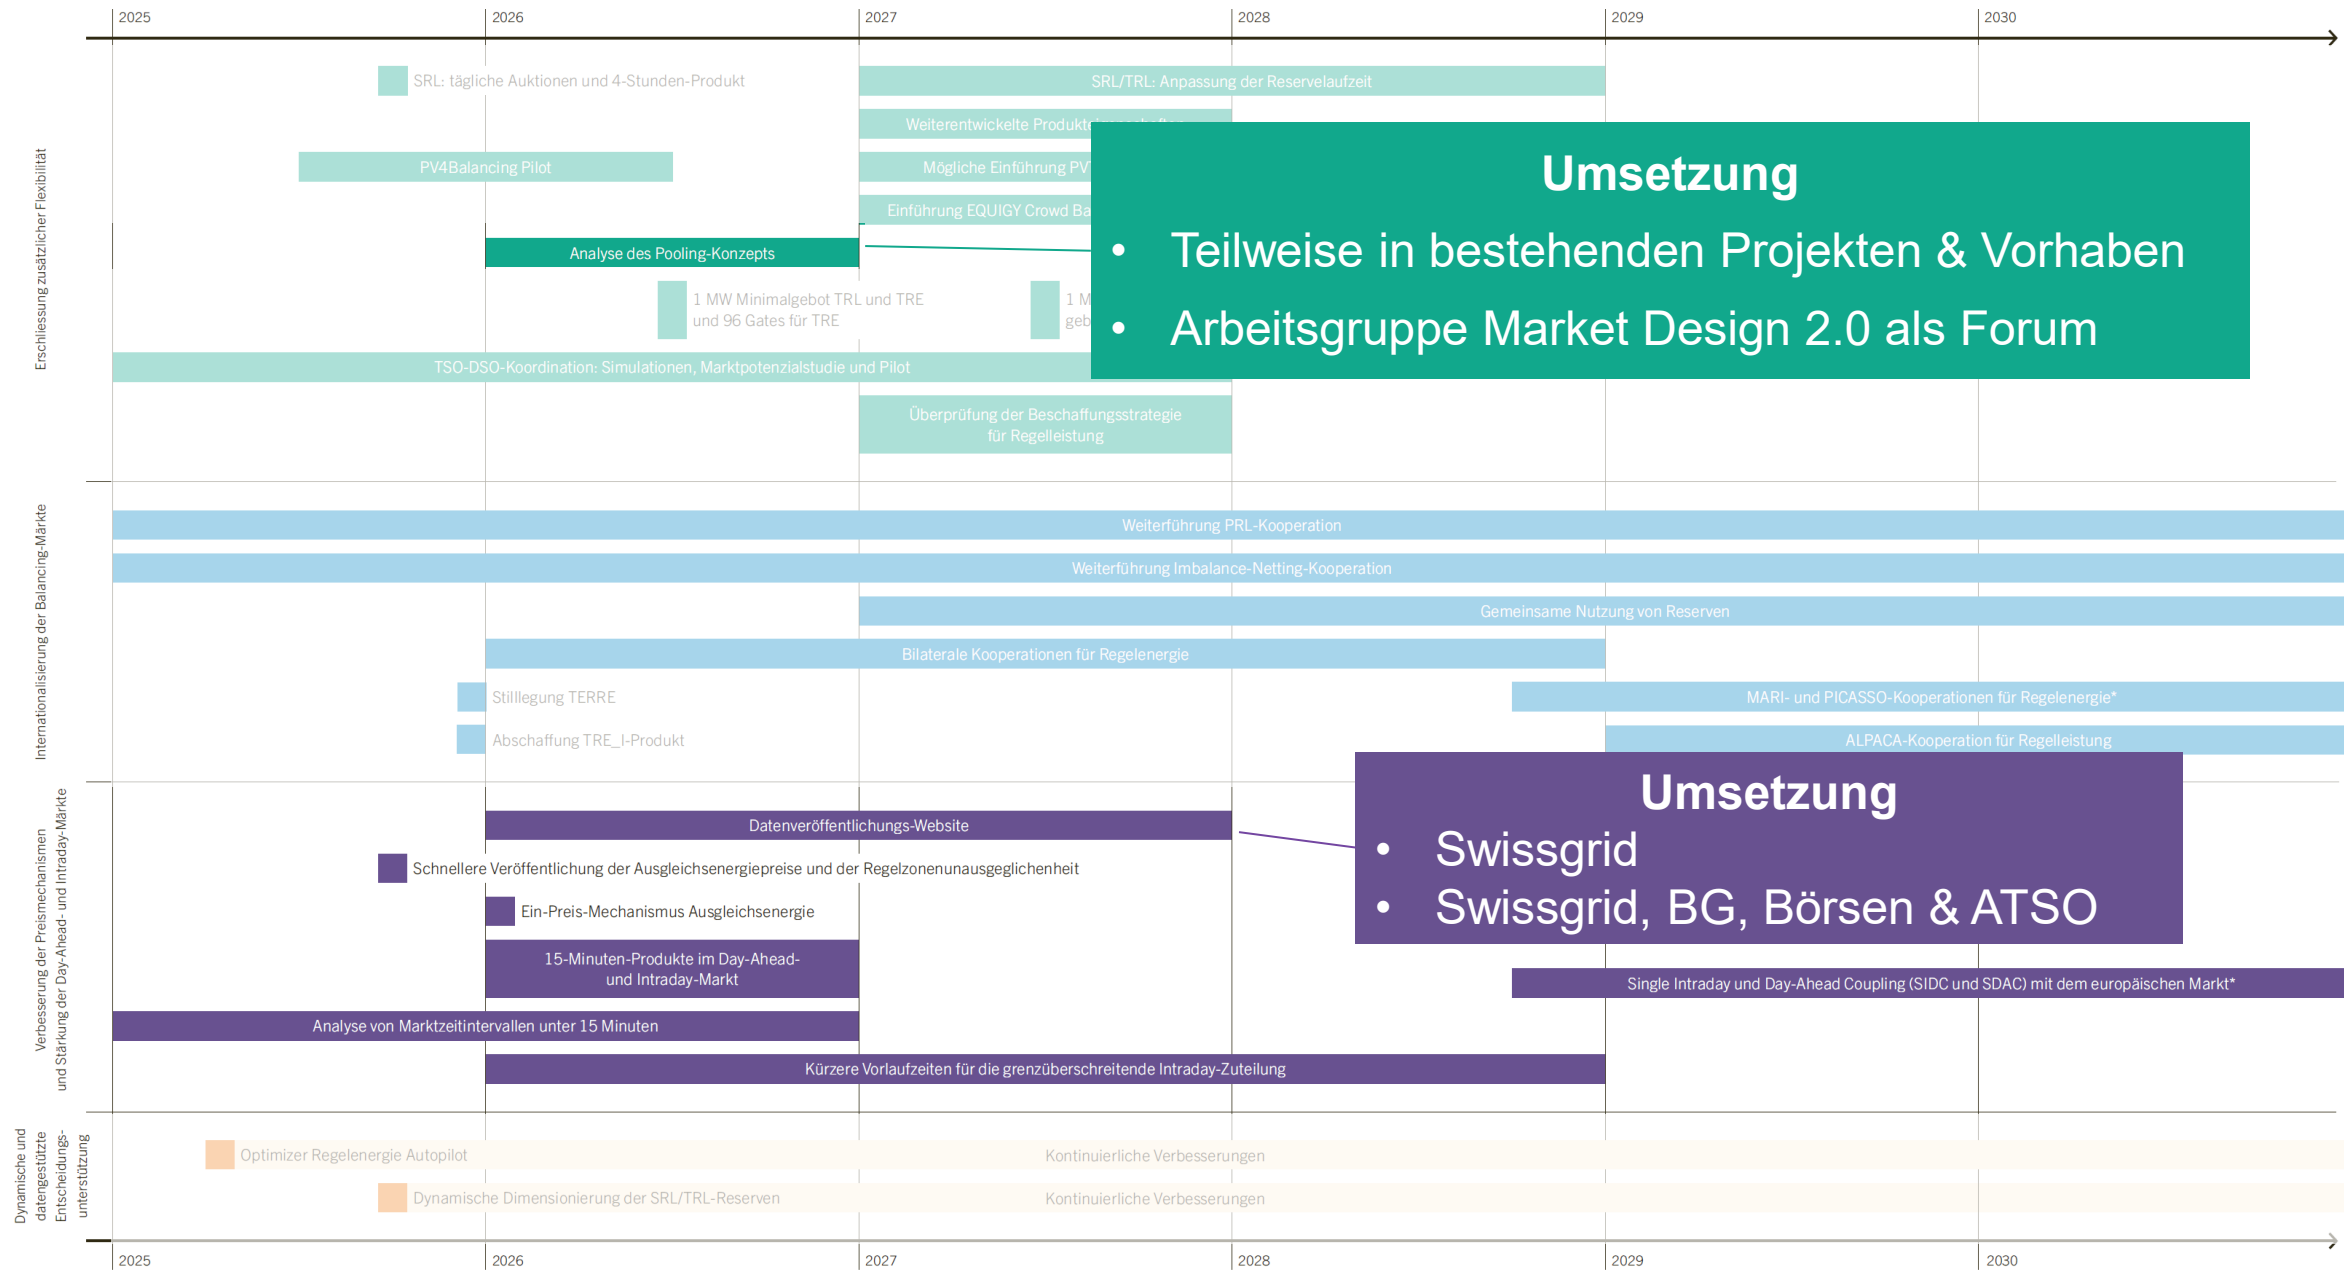 2025 2026 2027 2028 2029 2030
Erschliessung zusätzlicher Flexibilität
SRL: tägliche Auktionen und 4-Stunden-Produkt
SRL/TRL: Anpassung der Reservelaufzeit
Weiterentwickelte
PV4Balancing Pilot
Mögliche Einführung
Einführung EQUIGY Crowd
Analyse des Pooling-Konzepts
1 MW Minimalgebot TRL und TRE
und 96 Gates für TRE
1
TSO-DSO-Koordination: Simulationen, Marktpotenzialstudie und Pilot
Überprüfung der Beschaffungsstrategie
für Regelleistung
Umsetzung
• Teilweise in bestehenden Projekten & Vorhaben
• Arbeitsgruppe Market Design 2.0 als Forum
Internationalisierung der Balancing-Märkte
Weiterführung PRL-Kooperation
Weiterführung Imbalance-Netting-Kooperation
Gemeinsame Nutzung von Reserven
Bilaterale Kooperationen für Regelenergie
Stilllegung TERRE
MARI- und PICASSO-Kooperationen für Regelenergie*
Abschaffung TRE_I-Produkt
ALPACA-Kooperation für Regelleistung
Verbesserung der Preismechanismen
und Stärkung der Day-Ahead- und Intraday-Märkte
Datenveröffentlichungs-Website
Schnellere Veröffentlichung der Ausgleichsenergiepreise und der Regelzonenunausgeglichenheit
Ein-Preis-Mechanismus Ausgleichsenergie
15-Minuten-Produkte im Day-Ahead-
und Intraday-Markt
Single Intraday und Day-Ahead Coupling (SIDC und SDAC) mit dem europäischen Markt*
Analyse von Marktzeitintervallen unter 15 Minuten
Kürzere Vorlaufzeiten für die grenzüberschreitende Intraday-Zuteilung
Umsetzung
• Swissgrid
• Swissgrid, BG, Börsen & ATSO
Dynamische und
datengestützte
Entscheidungs-
unterstützung
Optimizer Regelenergie Autopilot
Kontinuierliche Verbesserungen
Dynamische Dimensionierung der SRL/TRL-Reserven
Kontinuierliche Verbesserungen
2025 2026 2027 2028 2029 2030